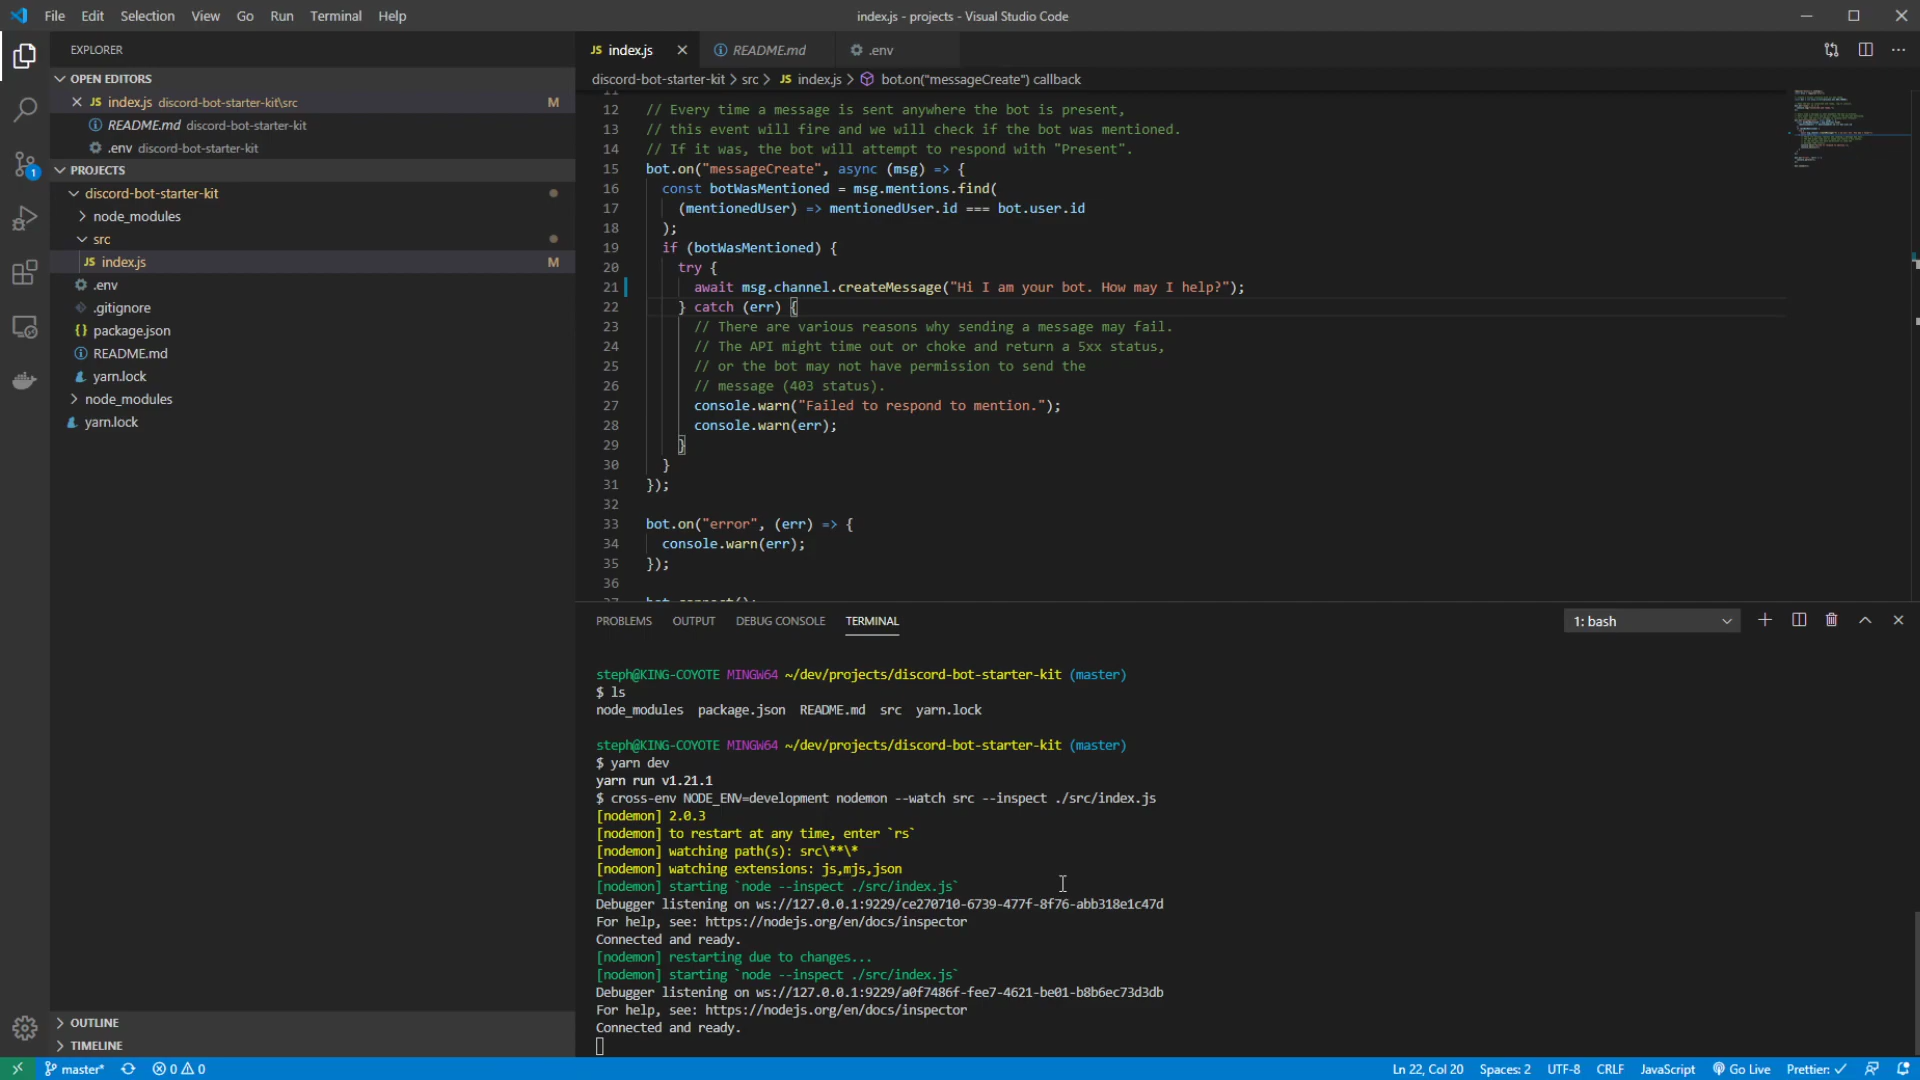 File Edit Selection View Go Run Terminal Help
index.js - projects - Visual Studio Code
EXPLORER
OPEN EDITORS
JS index.js discord-bot-starter-kit\src M
README.md discord-bot-starter-kit
.env discord-bot-starter-kit
1
PROJECTS
discord-bot-starter-kit
node_modules
src
JS index.js M
.env
.gitignore
{} package.json
README.md
yarn.lock
node_modules
yarn.lock
OUTLINE
TIMELINE
JS index.js README.md .env
discord-bot-starter-kit > src > JS index.js > bot.on("messageCreate") callback
11
12 // Every time a message is sent anywhere the bot is present,
13 // this event will fire and we will check if the bot was mentioned.
14 // If it was, the bot will attempt to respond with "Present".
15 bot.on("messageCreate", async (msg) => {
16 const botWasMentioned = msg.mentions.find(
17 (mentionedUser) => mentionedUser.id === bot.user.id
18 );
19 if (botWasMentioned) {
20 try {
21 await msg.channel.createMessage("Hi I am your bot. How may I help?");
22 } catch (err) {
23 // There are various reasons why sending a message may fail.
24 // The API might time out or choke and return a 5xx status,
25 // or the bot may not have permission to send the
26 // message (403 status).
27 console.warn("Failed to respond to mention.");
28 console.warn(err);
29 }
30 }
31 });
32
33 bot.on("error", (err) => {
34 console.warn(err);
35 });
36
37 bot.connect();
PROBLEMS OUTPUT DEBUG CONSOLE TERMINAL
1: bash
steph@KING-COYOTE MINGW64 ~/dev/projects/discord-bot-starter-kit (master)
$ ls
node_modules package.json README.md src yarn.lock
steph@KING-COYOTE MINGW64 ~/dev/projects/discord-bot-starter-kit (master)
$ yarn dev
yarn run v1.21.1
$ cross-env NODE_ENV=development nodemon --watch src --inspect ./src/index.js
[nodemon] 2.0.3
[nodemon] to restart at any time, enter `rs`
[nodemon] watching path(s): src\**\*
[nodemon] watching extensions: js,mjs,json
[nodemon] starting `node --inspect ./src/index.js`
Debugger listening on ws://127.0.0.1:9229/ce270710-6739-477f-8f76-abb318e1c47d
For help, see: https://nodejs.org/en/docs/inspector
Connected and ready.
[nodemon] restarting due to changes...
[nodemon] starting `node --inspect ./src/index.js`
Debugger listening on ws://127.0.0.1:9229/a0f7486f-fee7-4621-be01-b8b6ec73d3db
For help, see: https://nodejs.org/en/docs/inspector
Connected and ready.
master* 0 0
Ln 22, Col 20 Spaces: 2 UTF-8 CRLF JavaScript Go Live Prettier: ✓